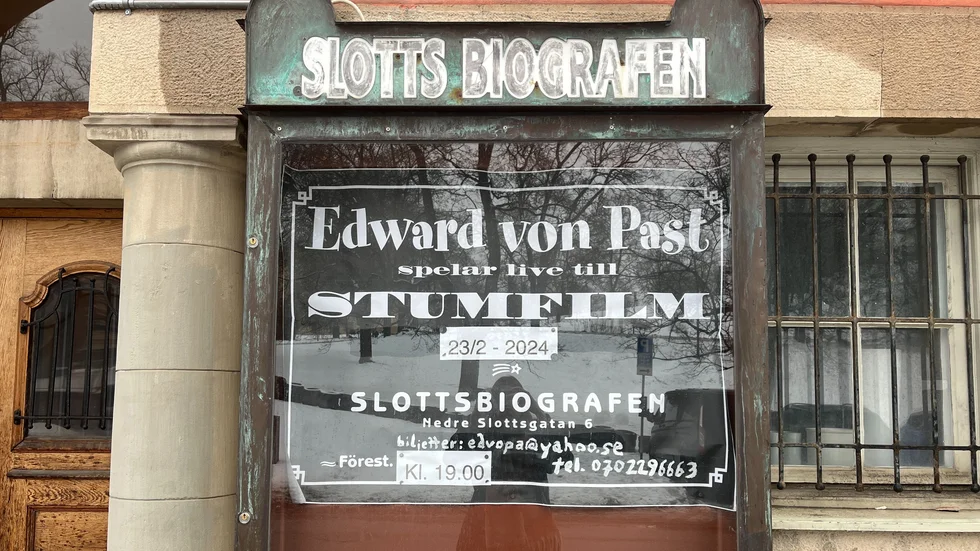 SLOTTS BIOGRAFEN
Edward von Past
spelar live till
STUMFILM
23/2 - 2024
SLOTTSBIOGRAFEN
Nedre Slottsgatan 6
biljetter: edvopa@yahoo.se
≈Förest. Kl. 19.00 tel. 0702296663